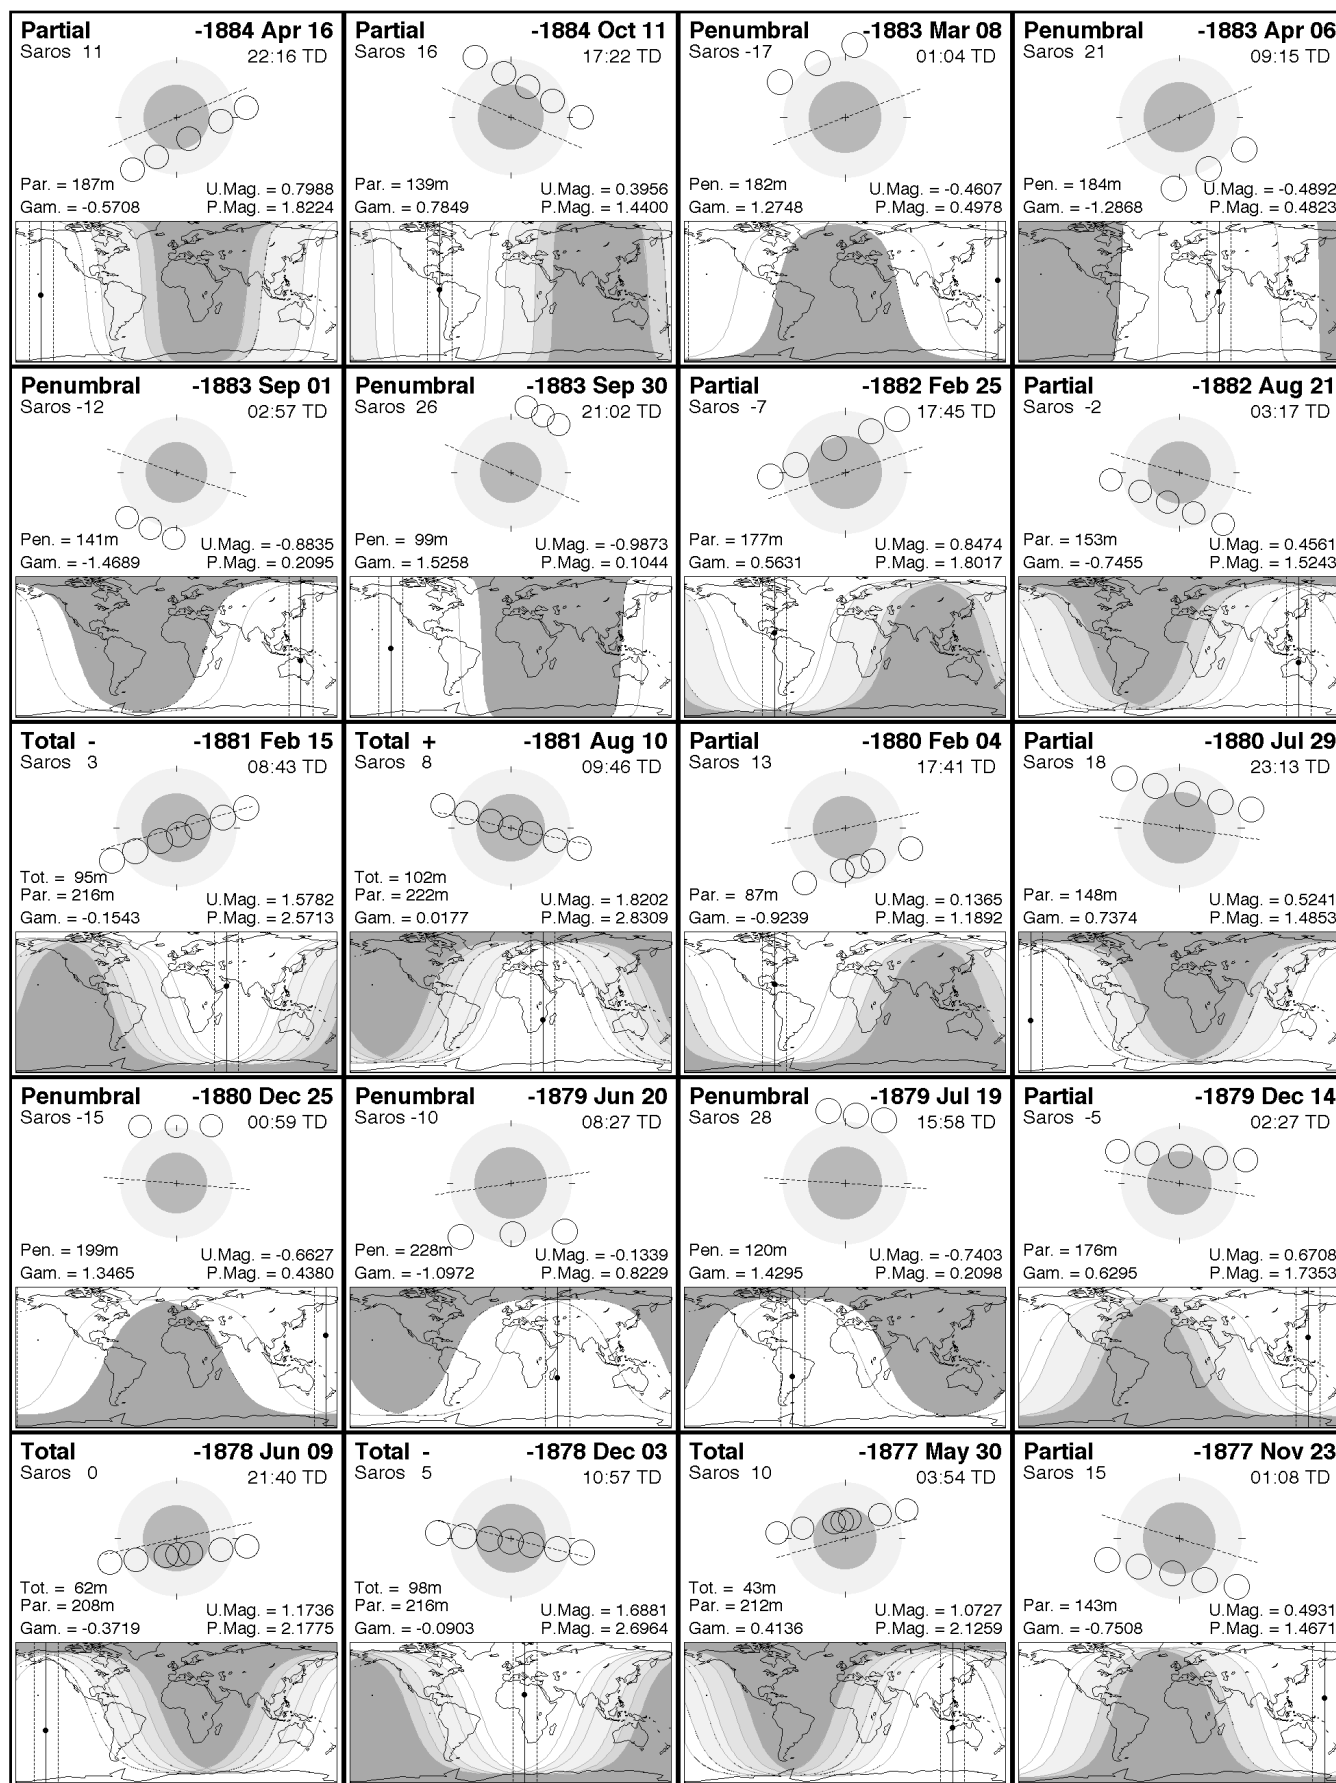 Partial -1884 Apr 16
Saros 11 22:16 TD
Par. = 187m U.Mag. = 0.7988
Gam. = -0.5708 P.Mag. = 1.8224
Partial -1884 Oct 11
Saros 16 17:22 TD
Par. = 139m U.Mag. = 0.3956
Gam. = 0.7849 P.Mag. = 1.4400
Penumbral -1883 Mar 08
Saros -17 01:04 TD
Pen. = 182m U.Mag. = -0.4607
Gam. = 1.2748 P.Mag. = 0.4978
Penumbral -1883 Apr 06
Saros 21 09:15 TD
Pen. = 184m U.Mag. = -0.4892
Gam. = -1.2868 P.Mag. = 0.4823
Penumbral -1883 Sep 01
Saros -12 02:57 TD
Pen. = 141m U.Mag. = -0.8835
Gam. = -1.4689 P.Mag. = 0.2095
Penumbral -1883 Sep 30
Saros 26 21:02 TD
Pen. = 99m U.Mag. = -0.9873
Gam. = 1.5258 P.Mag. = 0.1044
Partial -1882 Feb 25
Saros -7 17:45 TD
Par. = 177m U.Mag. = 0.8474
Gam. = 0.5631 P.Mag. = 1.8017
Partial -1882 Aug 21
Saros -2 03:17 TD
Par. = 153m U.Mag. = 0.4561
Gam. = -0.7455 P.Mag. = 1.5243
Total - -1881 Feb 15
Saros 3 08:43 TD
Tot. = 95m
Par. = 216m U.Mag. = 1.5782
Gam. = -0.1543 P.Mag. = 2.5713
Total + -1881 Aug 10
Saros 8 09:46 TD
Tot. = 102m
Par. = 222m U.Mag. = 1.8202
Gam. = 0.0177 P.Mag. = 2.8309
Partial -1880 Feb 04
Saros 13 17:41 TD
Par. = 87m U.Mag. = 0.1365
Gam. = -0.9239 P.Mag. = 1.1892
Partial -1880 Jul 29
Saros 18 23:13 TD
Par. = 148m U.Mag. = 0.5241
Gam. = 0.7374 P.Mag. = 1.4853
Penumbral -1880 Dec 25
Saros -15 00:59 TD
Pen. = 199m U.Mag. = -0.6627
Gam. = 1.3465 P.Mag. = 0.4380
Penumbral -1879 Jun 20
Saros -10 08:27 TD
Pen. = 228m U.Mag. = -0.1339
Gam. = -1.0972 P.Mag. = 0.8229
Penumbral -1879 Jul 19
Saros 28 15:58 TD
Pen. = 120m U.Mag. = -0.7403
Gam. = 1.4295 P.Mag. = 0.2098
Partial -1879 Dec 14
Saros -5 02:27 TD
Par. = 176m U.Mag. = 0.6708
Gam. = 0.6295 P.Mag. = 1.7353
Total -1878 Jun 09
Saros 0 21:40 TD
Tot. = 62m
Par. = 208m U.Mag. = 1.1736
Gam. = -0.3719 P.Mag. = 2.1775
Total - -1878 Dec 03
Saros 5 10:57 TD
Tot. = 98m
Par. = 216m U.Mag. = 1.6881
Gam. = -0.0903 P.Mag. = 2.6964
Total -1877 May 30
Saros 10 03:54 TD
Tot. = 43m
Par. = 212m U.Mag. = 1.0727
Gam. = 0.4136 P.Mag. = 2.1259
Partial -1877 Nov 23
Saros 15 01:08 TD
Par. = 143m U.Mag. = 0.4931
Gam. = -0.7508 P.Mag. = 1.4671